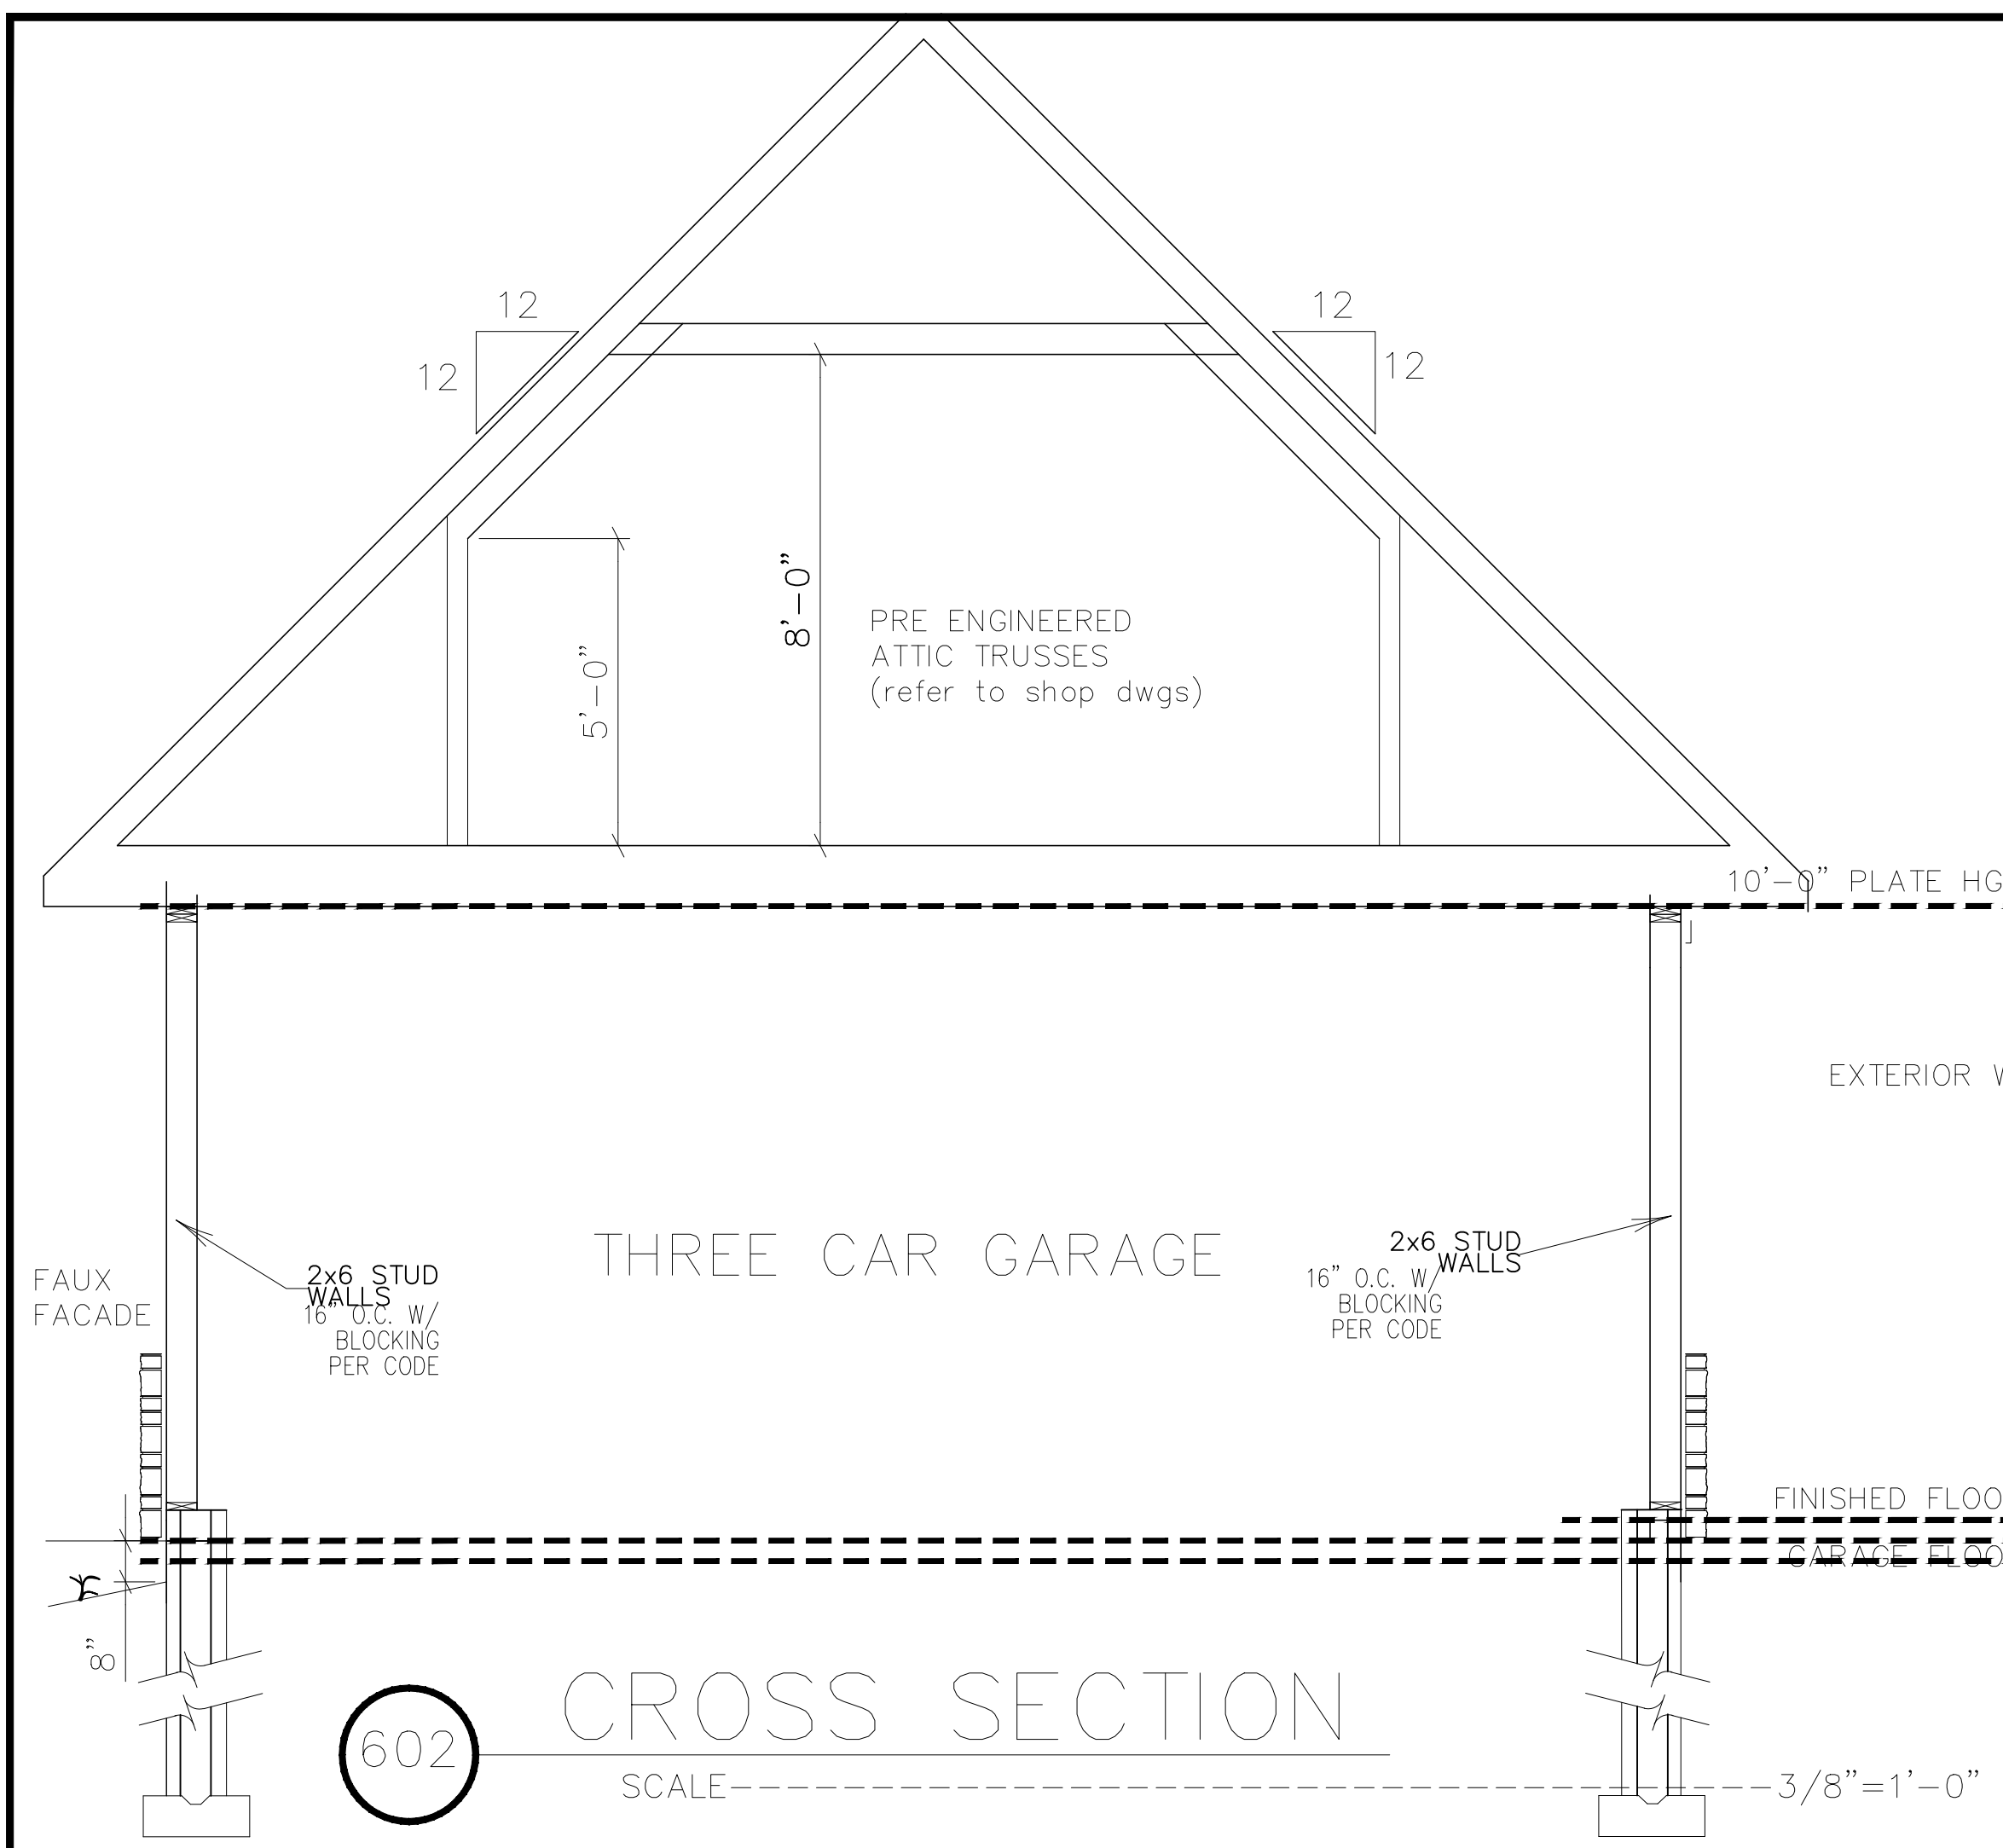 12
12
12
12
8'-0"
5'-0"
PRE ENGINEERED
ATTIC TRUSSES
(refer to shop dwgs)
10'-0" PLATE HG
EXTERIOR W
THREE CAR GARAGE
2x6 STUD
WALLS
16" O.C. W/
BLOCKING
PER CODE
FAUX
FACADE
2x6 STUD
WALLS
16" O.C. W/
BLOCKING
PER CODE
FINISHED FLOO
GARAGE FLOO
8"
602
CROSS SECTION
SCALE
3/8"=1'-0"